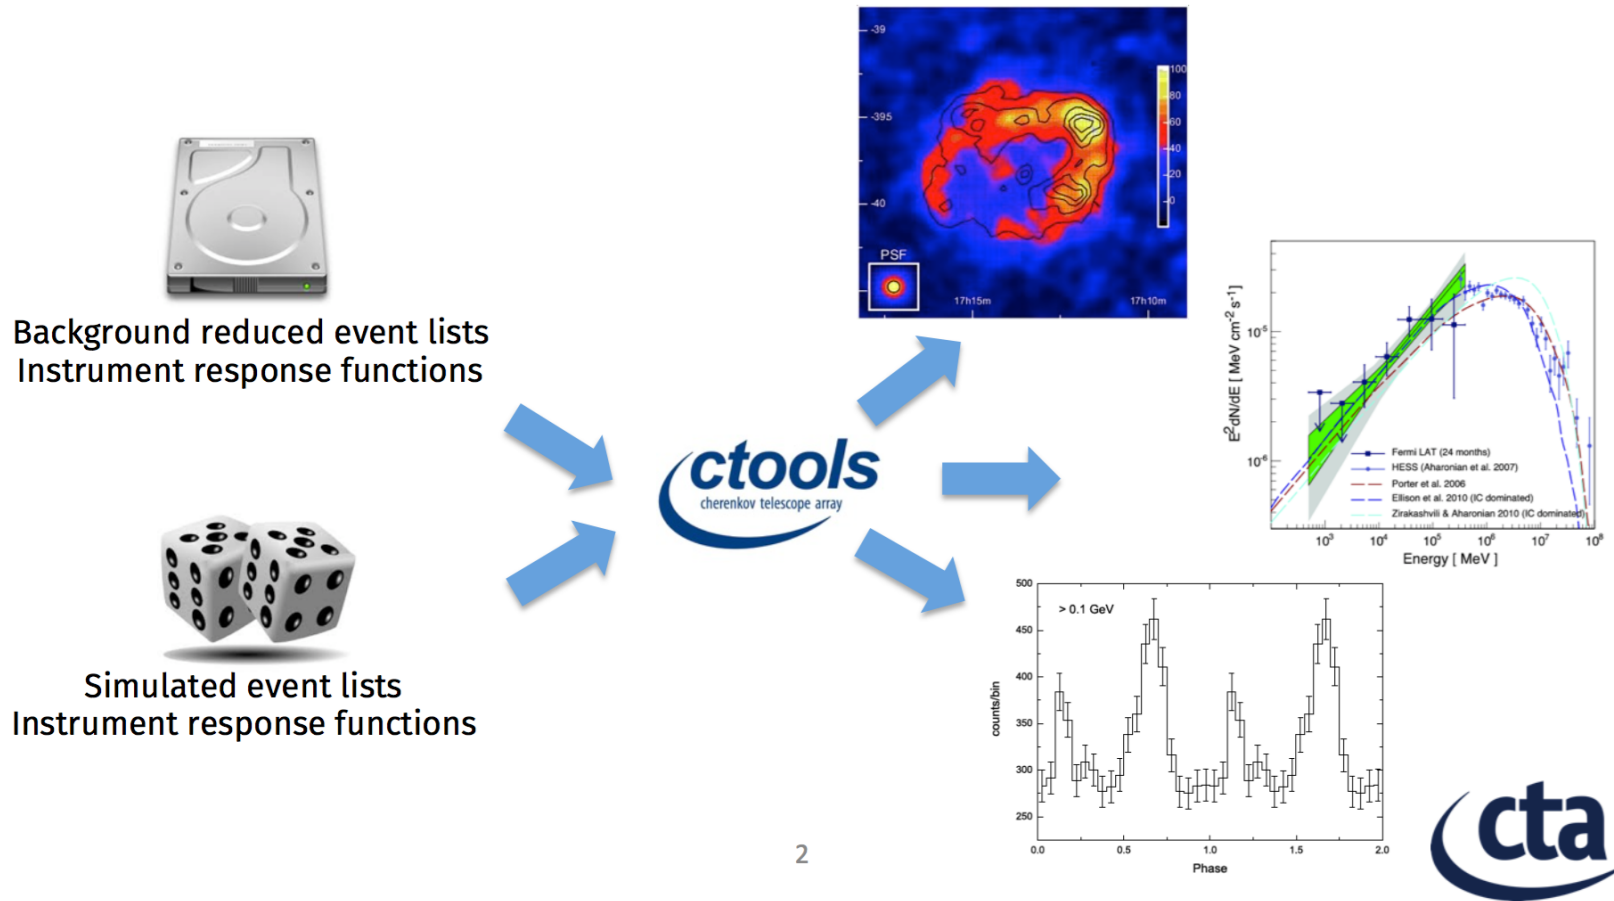 Background reduced event lists
Instrument response functions
Simulated event lists
Instrument response functions
ctools
cherenkov telescope array
-39
-395
-40
100
80
60
40
20
0
PSF
17h15m
17h10m
E²dN/dE [ MeV cm⁻² s⁻¹]
10⁻⁵
10⁻⁶
Fermi LAT (24 months)
HESS (Aharonian et al. 2007)
Porter et al. 2006
Ellison et al. 2010 (IC dominated)
Zirakashvili & Aharonian 2010 (IC dominated)
10³ 10⁴ 10⁵ 10⁶ 10⁷ 10⁸
Energy [ MeV ]
> 0.1 GeV
counts/bin
500
450
400
350
300
250
0.0 0.5 1.0 1.5 2.0
Phase
2
cta